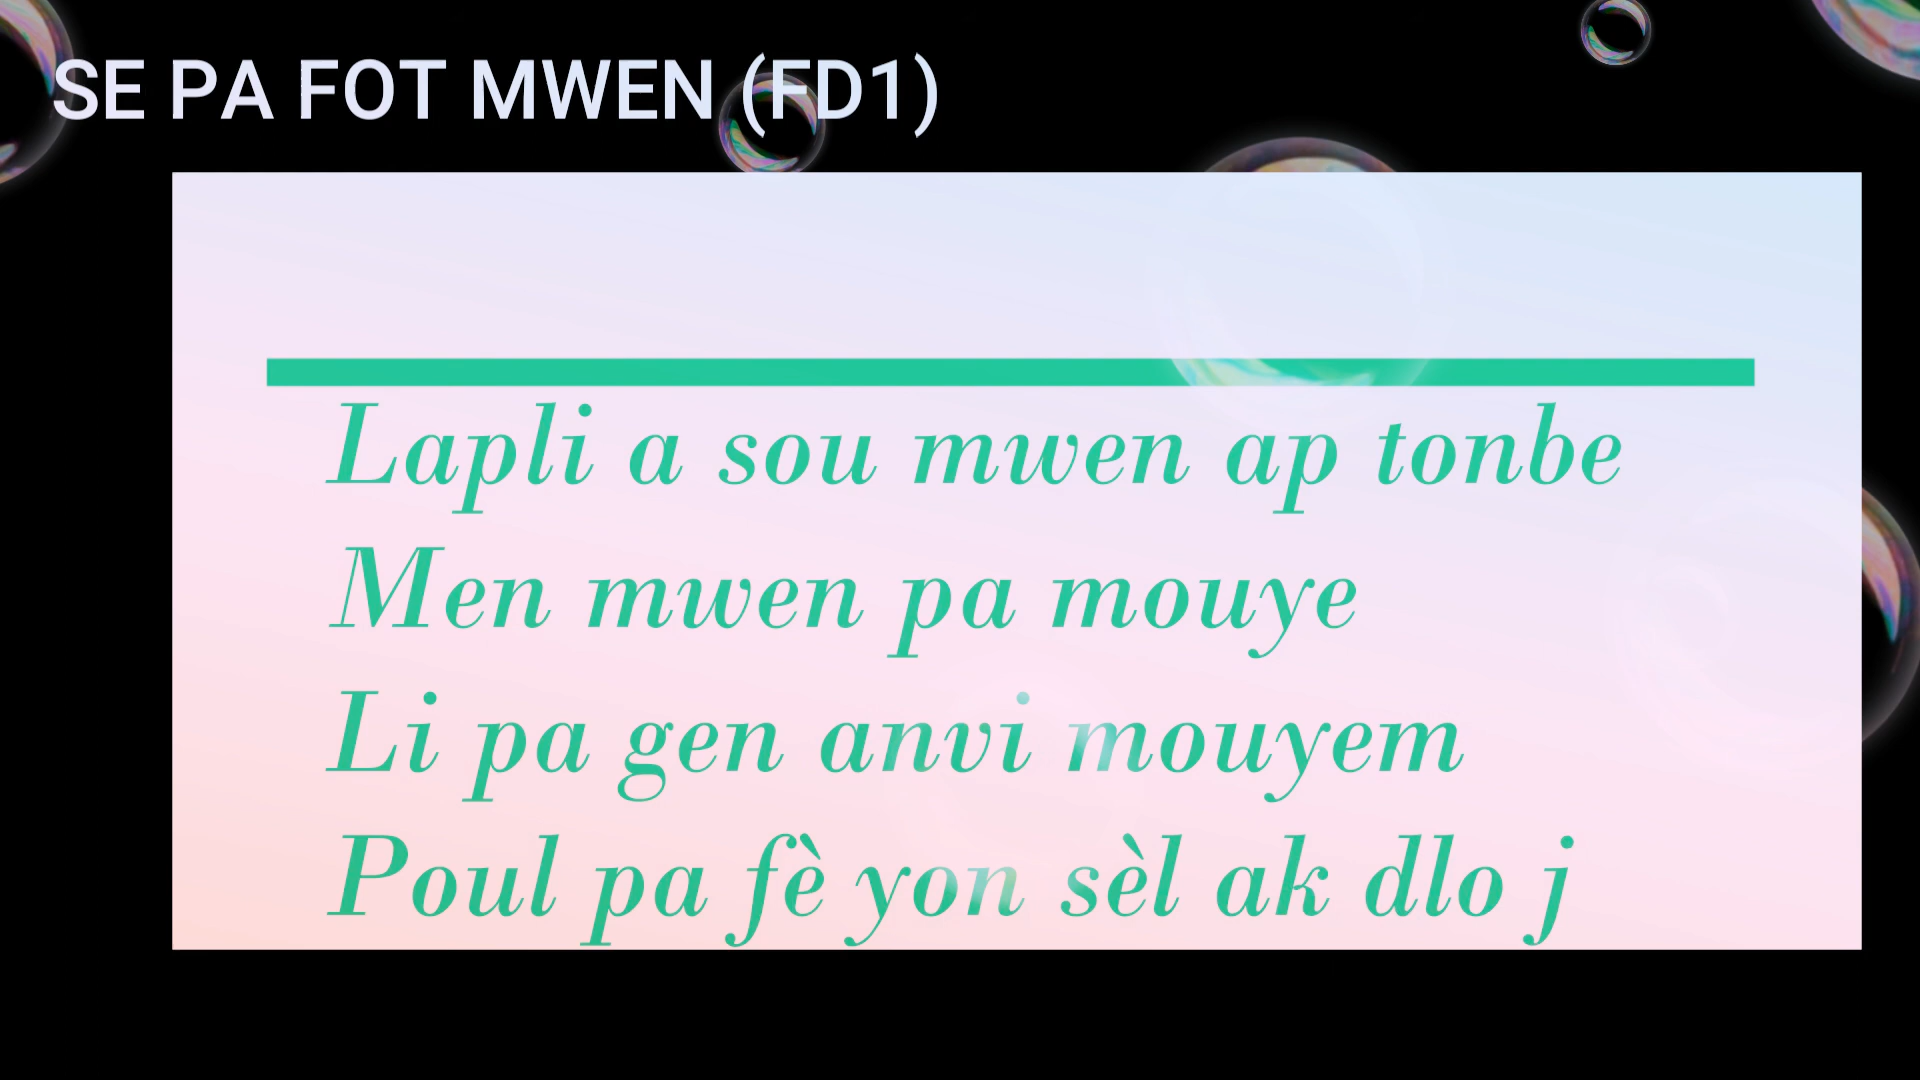 SE PA FOT MWEN (FD1)
Lapli a sou mwen ap tonbe
Men mwen pa mouye
Li pa gen anvi mouyem
Poul pa fè yon sèl ak dlo j